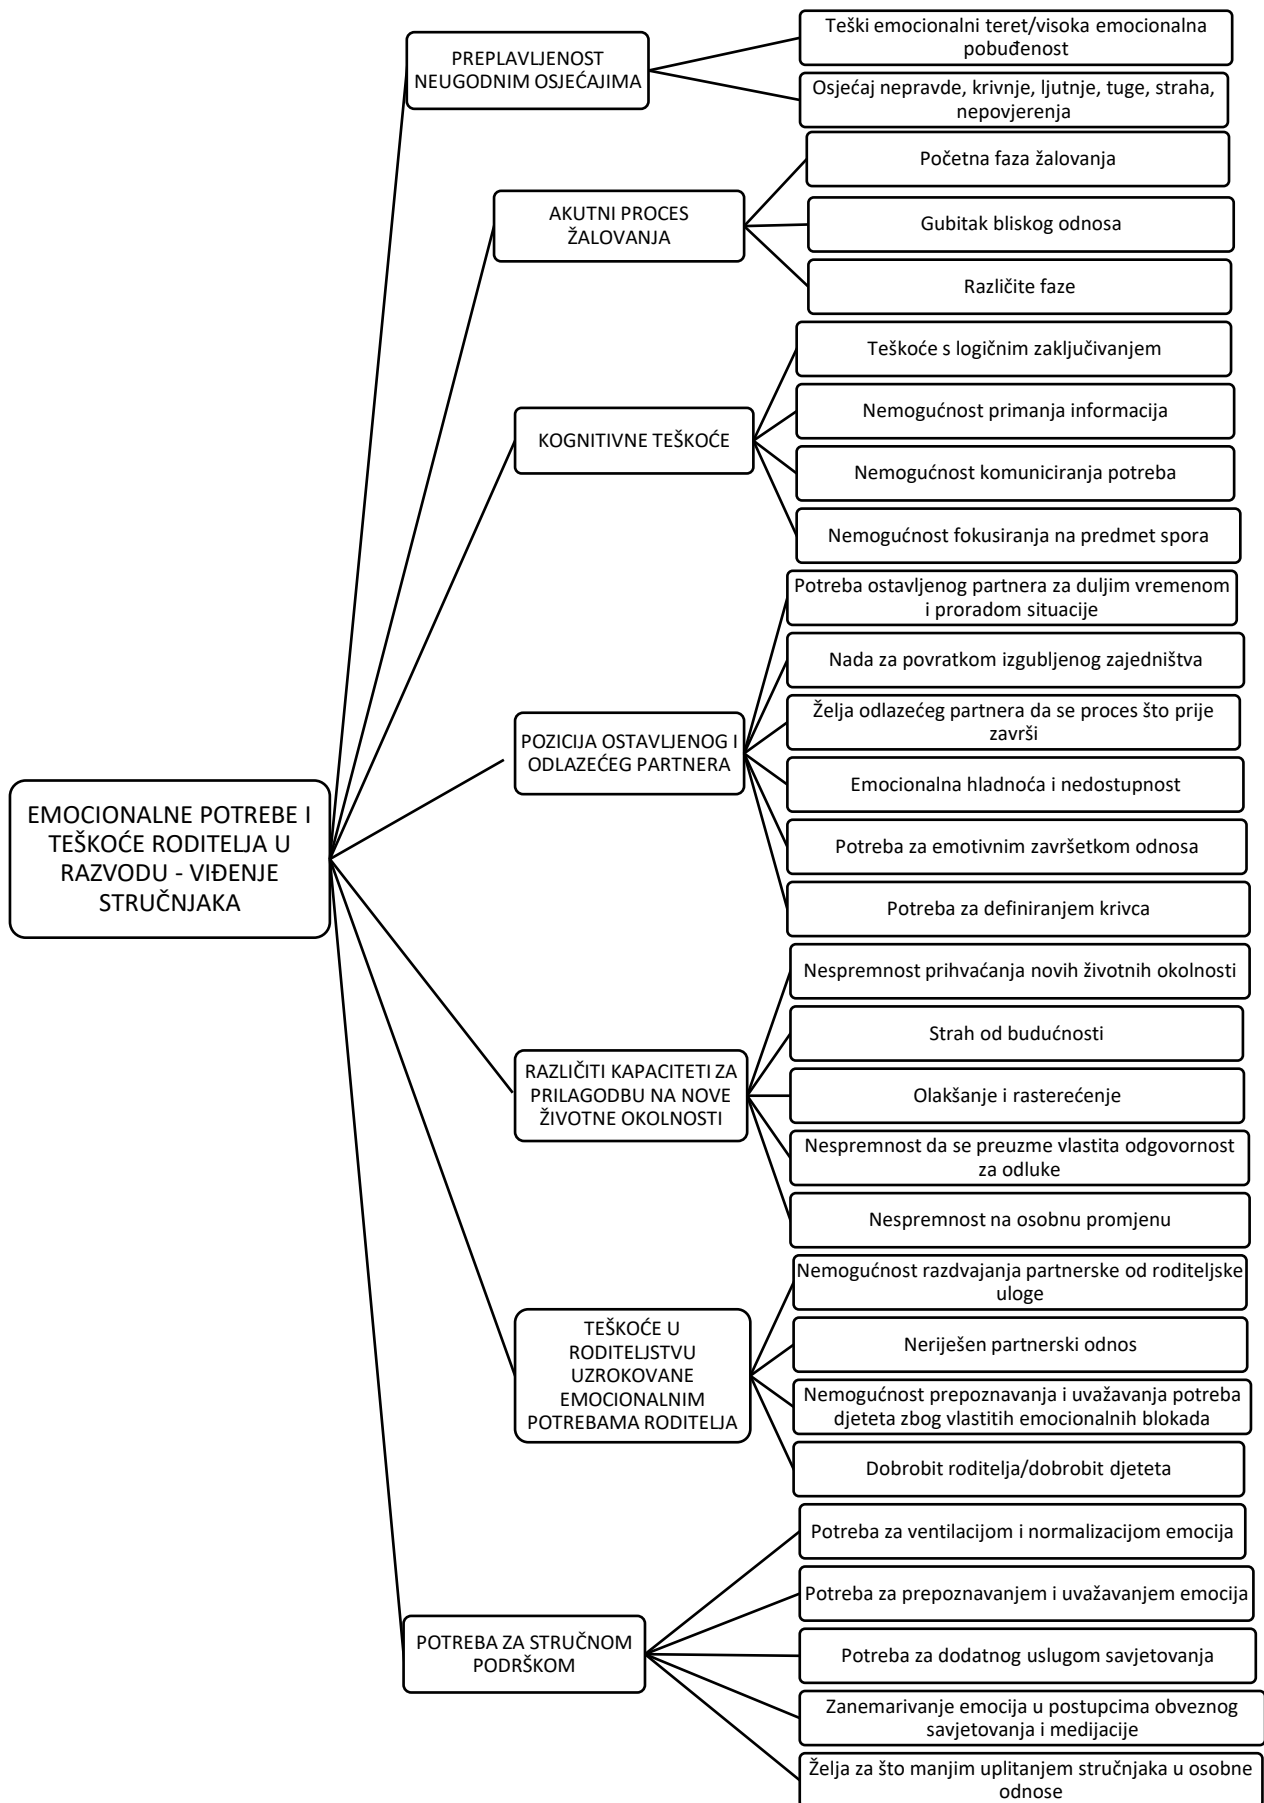 EMOCIONALNE POTREBE I
TEŠKOĆE RODITELJA U
RAZVODU - VIĐENJE
STRUČNJAKA
PREPLAVLJENOST
NEUGODNIM OSJEĆAJIMA
Teški emocionalni teret/visoka emocionalna
pobuđenost
Osjećaj nepravde, krivnje, ljutnje, tuge, straha,
nepovjerenja
AKUTNI PROCES
ŽALOVANJA
Početna faza žalovanja
Gubitak bliskog odnosa
Različite faze
KOGNITIVNE TEŠKOĆE
Teškoće s logičnim zaključivanjem
Nemogućnost primanja informacija
Nemogućnost komuniciranja potreba
Nemogućnost fokusiranja na predmet spora
POZICIJA OSTAVLJENOG I
ODLAZEĆEG PARTNERA
Potreba ostavljenog partnera za duljim vremenom
i proradom situacije
Nada za povratkom izgubljenog zajedništva
Želja odlazećeg partnera da se proces što prije
završi
Emocionalna hladnoća i nedostupnost
Potreba za emotivnim završetkom odnosa
Potreba za definiranjem krivca
RAZLIČITI KAPACITETI ZA
PRILAGODBU NA NOVE
ŽIVOTNE OKOLNOSTI
Nespremnost prihvaćanja novih životnih okolnosti
Strah od budućnosti
Olakšanje i rasterećenje
Nespremnost da se preuzme vlastita odgovornost
za odluke
Nespremnost na osobnu promjenu
TEŠKOĆE U
RODITELJSTVU
UZROKOVANE
EMOCIONALNIM
POTREBAMA RODITELJA
Nemogućnost razdvajanja partnerske od roditeljske
uloge
Neriješen partnerski odnos
Nemogućnost prepoznavanja i uvažavanja potreba
djeteta zbog vlastitih emocionalnih blokada
Dobrobit roditelja/dobrobit djeteta
POTREBA ZA STRUČNOM
PODRŠKOM
Potreba za ventilacijom i normalizacijom emocija
Potreba za prepoznavanjem i uvažavanjem emocija
Potreba za dodatnog uslugom savjetovanja
Zanemarivanje emocija u postupcima obveznog
savjetovanja i medijacije
Želja za što manjim uplitanjem stručnjaka u osobne
odnose